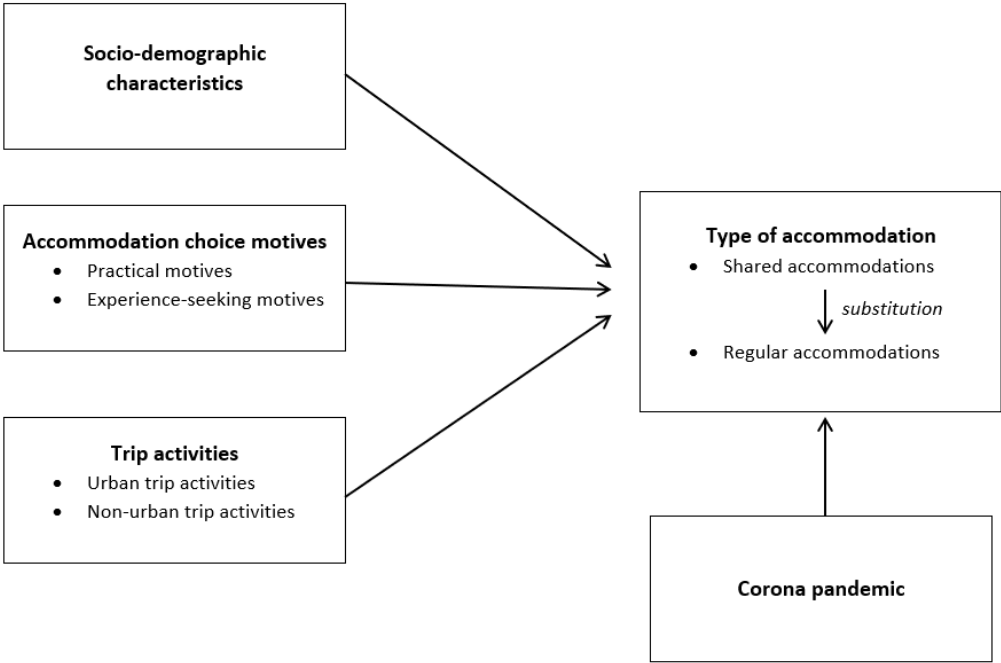 Socio-demographic
characteristics
Accommodation choice motives
• Practical motives
• Experience-seeking motives
Trip activities
• Urban trip activities
• Non-urban trip activities
Type of accommodation
• Shared accommodations
substitution
• Regular accommodations
Corona pandemic